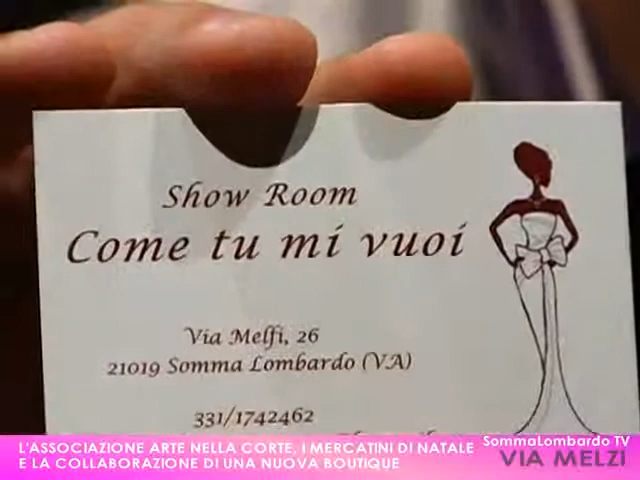 Show Room
Come tu mi vuoi
Via Melfi, 26
21019 Somma Lombardo (VA)
331/1742462
L'ASSOCIAZIONE ARTE NELLA CORTE, I MERCATINI DI NATALE
E LA COLLABORAZIONE DI UNA NUOVA BOUTIQUE
SommaLombardo TV
VIA MELZI